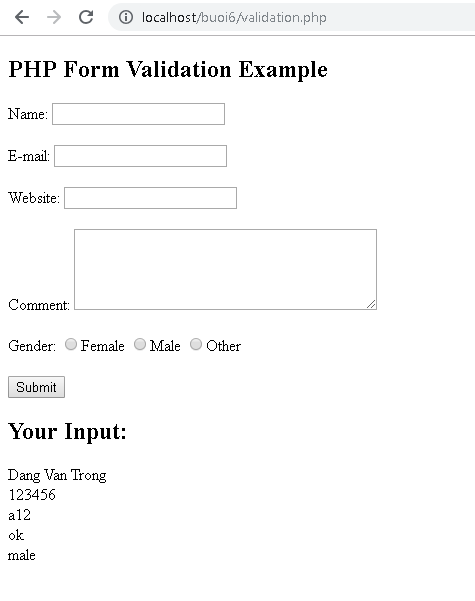 localhost/buoi6/validation.php
PHP Form Validation Example
Name:
E-mail:
Website:
Comment:
Gender: Female Male Other
Submit
Your Input:
Dang Van Trong
123456
a12
ok
male